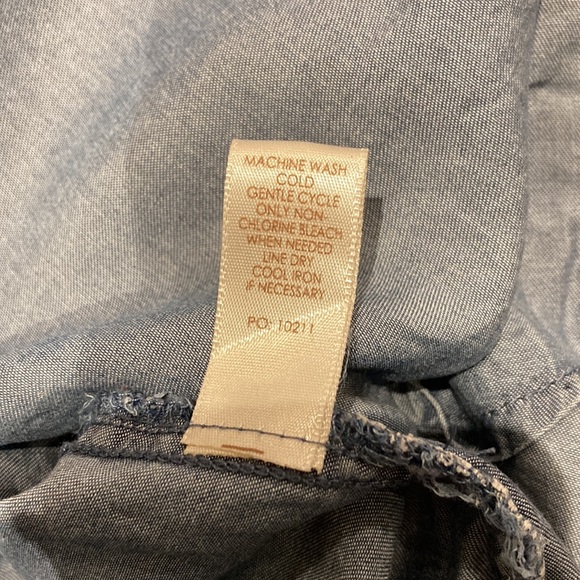 MACHINE WASH
COLD
GENTLE CYCLE
ONLY NON-
CHLORINE BLEACH
WHEN NEEDED
LINE DRY
COOL IRON
IF NECESSARY
PO: 10211